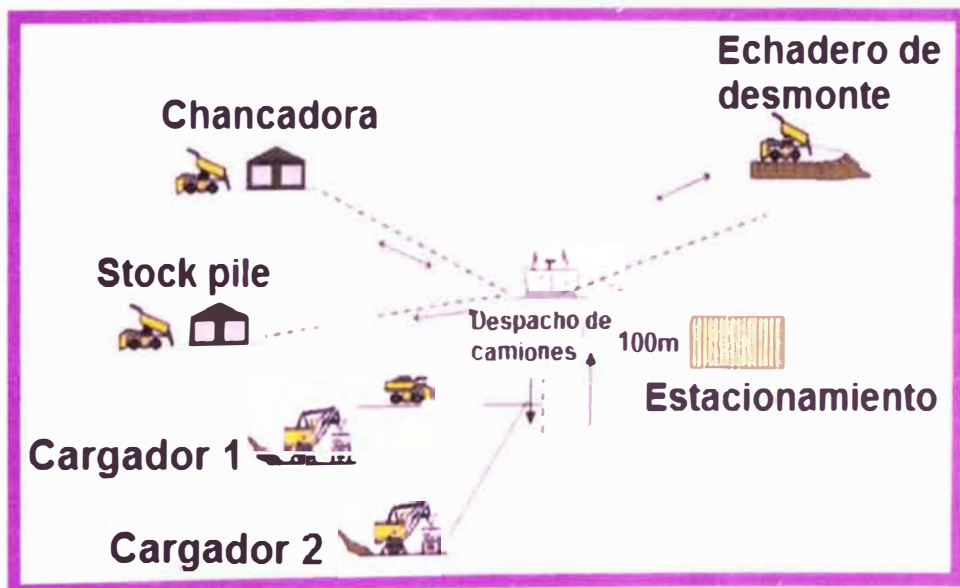 Echadero de
desmonte
Chancadora
Stock pile
Despacho de
camiones
100m
Estacionamiento
Cargador 1
Cargador 2